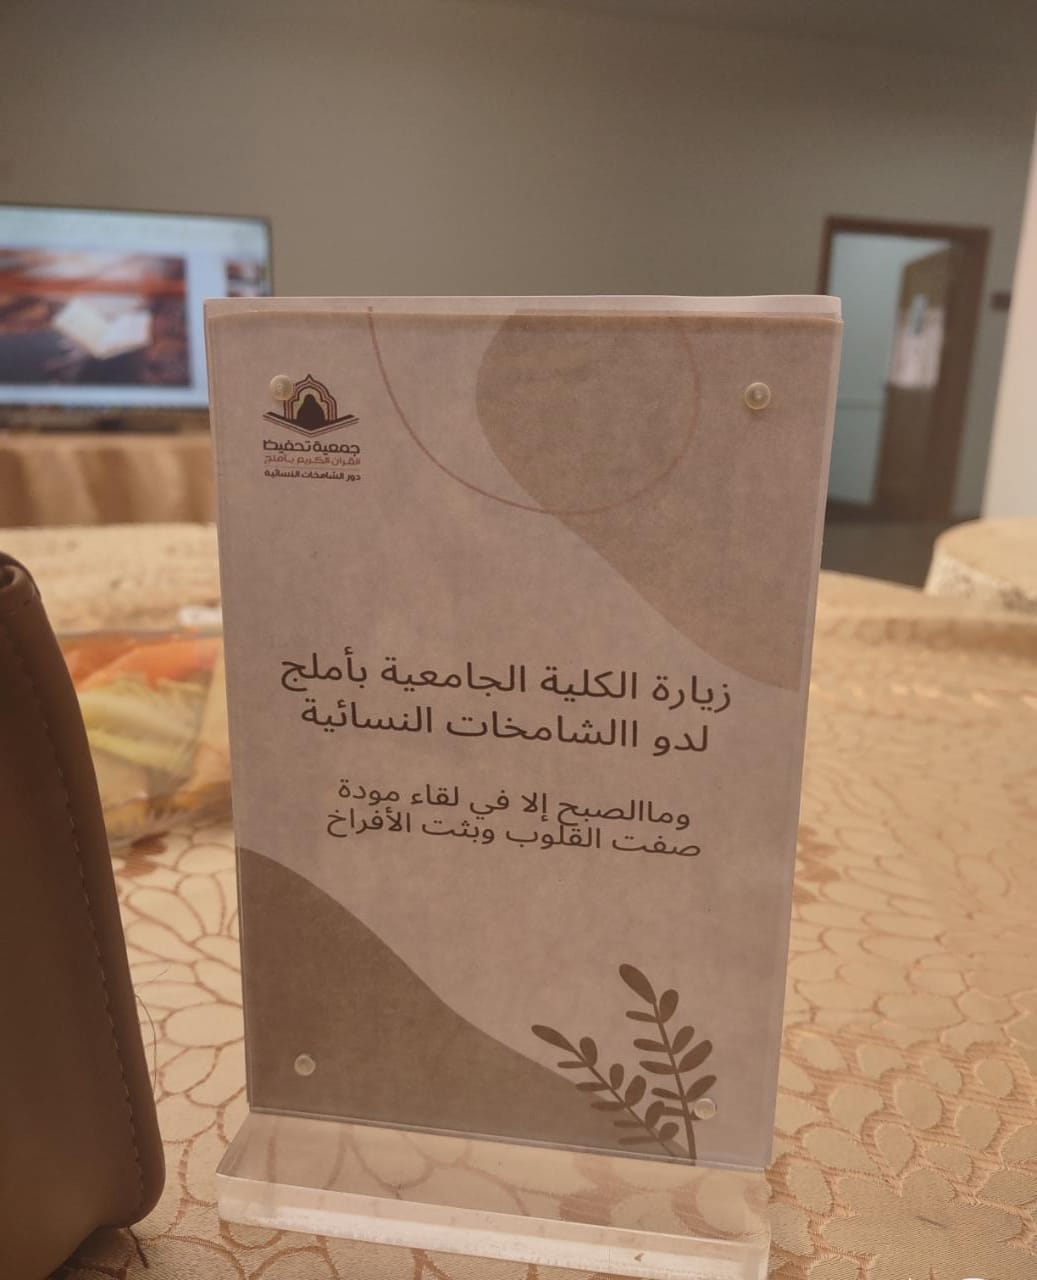 جمعية تحفيظ
القرآن الكريم بأملج
دور الشامخات النسائية
زيارة الكلية الجامعية بأملج
لدو االشامخات النسائية
وماالصبح إلا في لقاء مودة
صفت القلوب وبثت الأفراخ